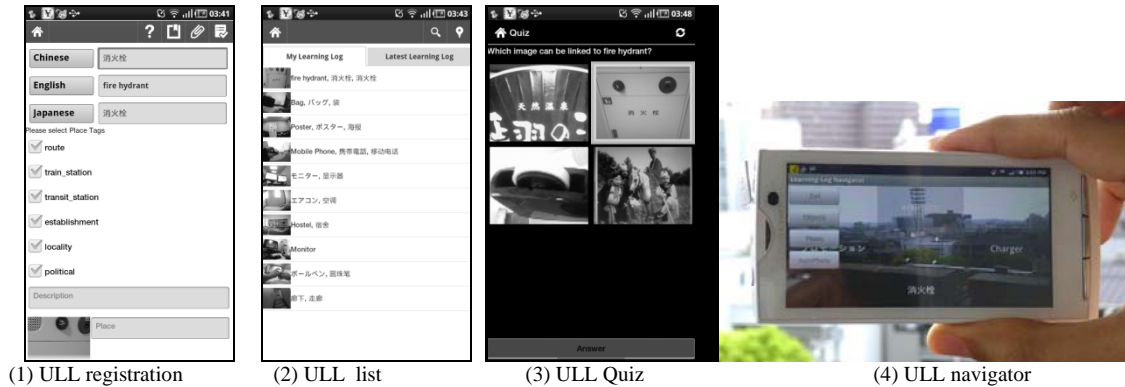 03:41
Chinese 消火栓
English fire hydrant
Japanese 消火栓
Please select Place Tags
route
train_station
transit_station
establishment
locality
political
Description
Place
(1) ULL registration
03:43
My Learning Log Latest Learning Log
fire hydrant, 消火栓, 消火栓
Bag, バッグ, 袋
Poster, ポスター, 海报
Mobile Phone, 携帯電話, 移动电话
モニター, 显示器
エアコン, 空调
Hostel, 宿舍
Monitor
ボールペン, 圆珠笔
廊下, 走廊
(2) ULL list
03:48
Quiz
Which image can be linked to fire hydrant?
天然温泉
消火栓
Answer
(3) ULL Quiz
Learning Log Navigator
Exit
Objects
Photo
AutoPhoto
Charger
消火栓
(4) ULL navigator